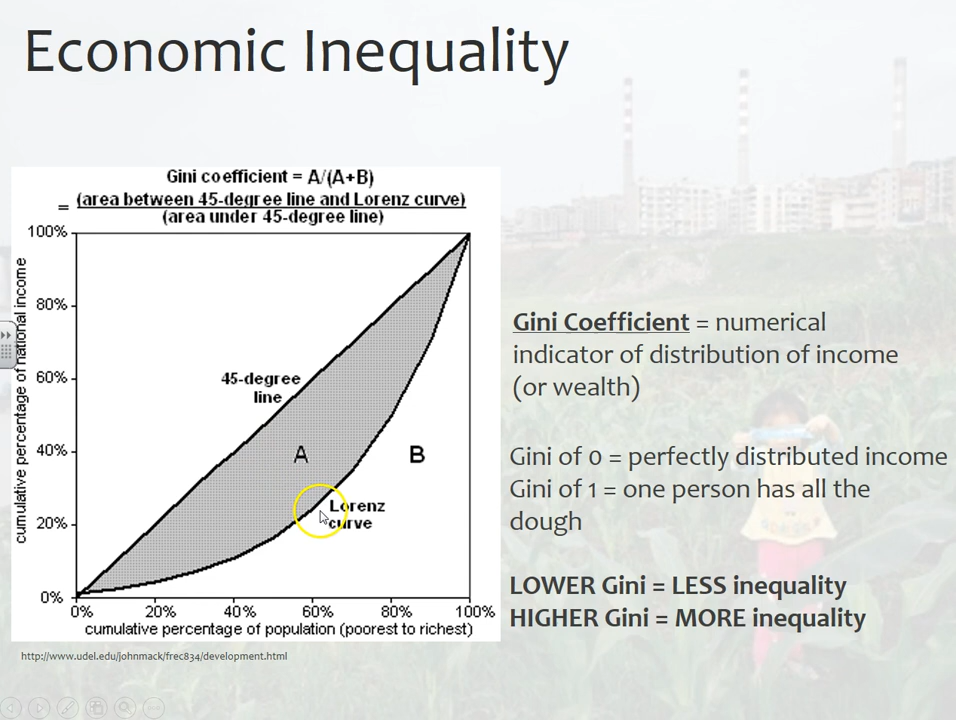 Economic Inequality
Gini coefficient = A/(A+B)
= (area between 45-degree line and Lorenz curve)
(area under 45-degree line)
100%
80%
60%
40%
20%
0%
cumulative percentage of national income
45-degree
line
A
B
Lorenz
curve
0% 20% 40% 60% 80% 100%
cumulative percentage of population (poorest to richest)
http://www.udel.edu/johnmack/frec834/development.html
Gini Coefficient = numerical
indicator of distribution of income
(or wealth)
Gini of 0 = perfectly distributed income
Gini of 1 = one person has all the
dough
LOWER Gini = LESS inequality
HIGHER Gini = MORE inequality